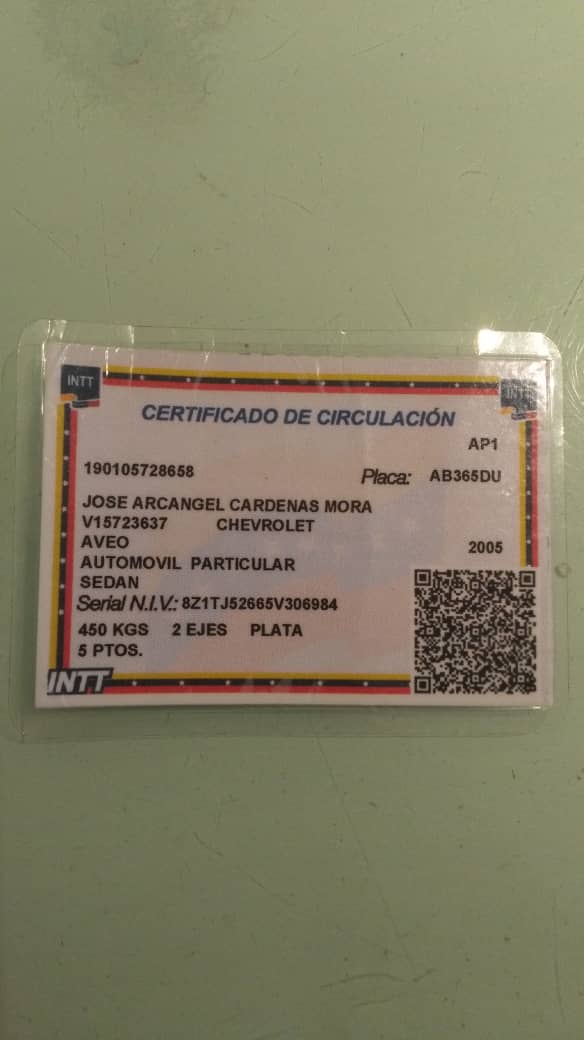 INTT
INTT
CERTIFICADO DE CIRCULACIÓN
AP1
190105728658 Placa: AB365DU
JOSE ARCANGEL CARDENAS MORA
V15723637 CHEVROLET
AVEO 2005
AUTOMOVIL PARTICULAR
SEDAN
Serial N.I.V.: 8Z1TJ52665V306984
450 KGS 2 EJES PLATA
5 PTOS.
INTT